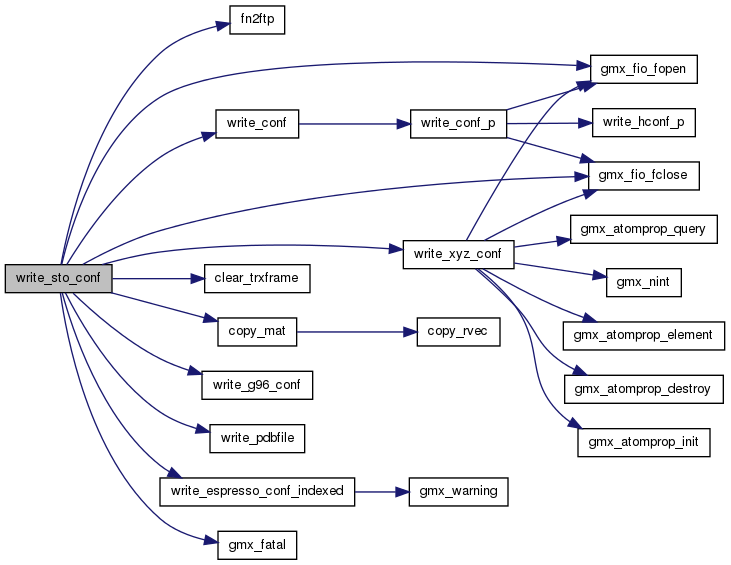 fn2ftp
gmx_fio_fopen
write_conf
write_conf_p
write_hconf_p
gmx_fio_fclose
gmx_atomprop_query
write_xyz_conf
write_sto_conf
clear_trxframe
gmx_nint
copy_mat
copy_rvec
gmx_atomprop_element
write_g96_conf
gmx_atomprop_destroy
write_pdbfile
gmx_atomprop_init
write_espresso_conf_indexed
gmx_warning
gmx_fatal